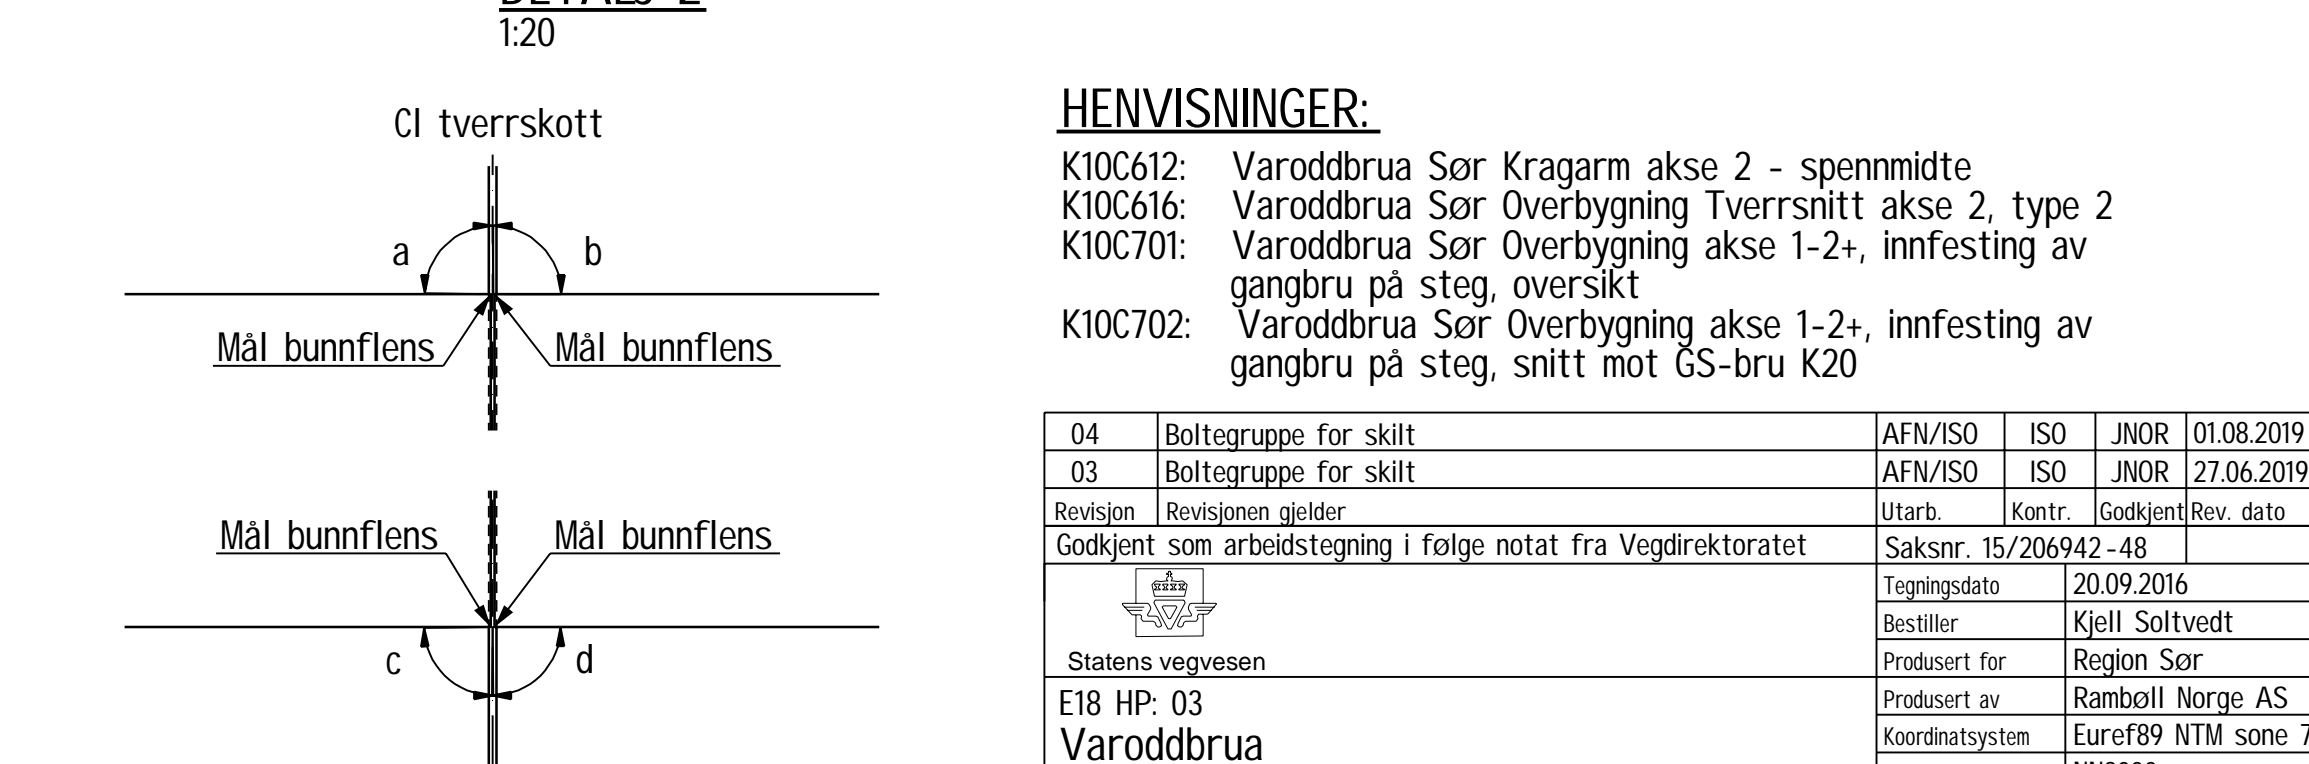 1:20
Cl tverrskott
a
b
Mål bunnflens
Mål bunnflens
Mål bunnflens
Mål bunnflens
c
d
HENVISNINGER:
K10C612: Varoddbrua Sør Kragarm akse 2 - spennmidte
K10C616: Varoddbrua Sør Overbygning Tverrsnitt akse 2, type 2
K10C701: Varoddbrua Sør Overbygning akse 1-2+, innfesting av
gangbru på steg, oversikt
K10C702: Varoddbrua Sør Overbygning akse 1-2+, innfesting av
gangbru på steg, snitt mot GS-bru K20
04 Boltegruppe for skilt AFN/ISO ISO JNOR 01.08.2019
03 Boltegruppe for skilt AFN/ISO ISO JNOR 27.06.2019
Revisjon Revisjonen gjelder Utarb. Kontr. Godkjent Rev. dato
Godkjent som arbeidstegning i følge notat fra Vegdirektoratet Saksnr. 15/206942-48
Statens vegvesen
Tegningsdato 20.09.2016
Bestiller Kjell Soltvedt
Produsert for Region Sør
Produsert av Rambøll Norge AS
Koordinatsystem Euref89 NTM sone 7
E18 HP: 03
Varoddbrua